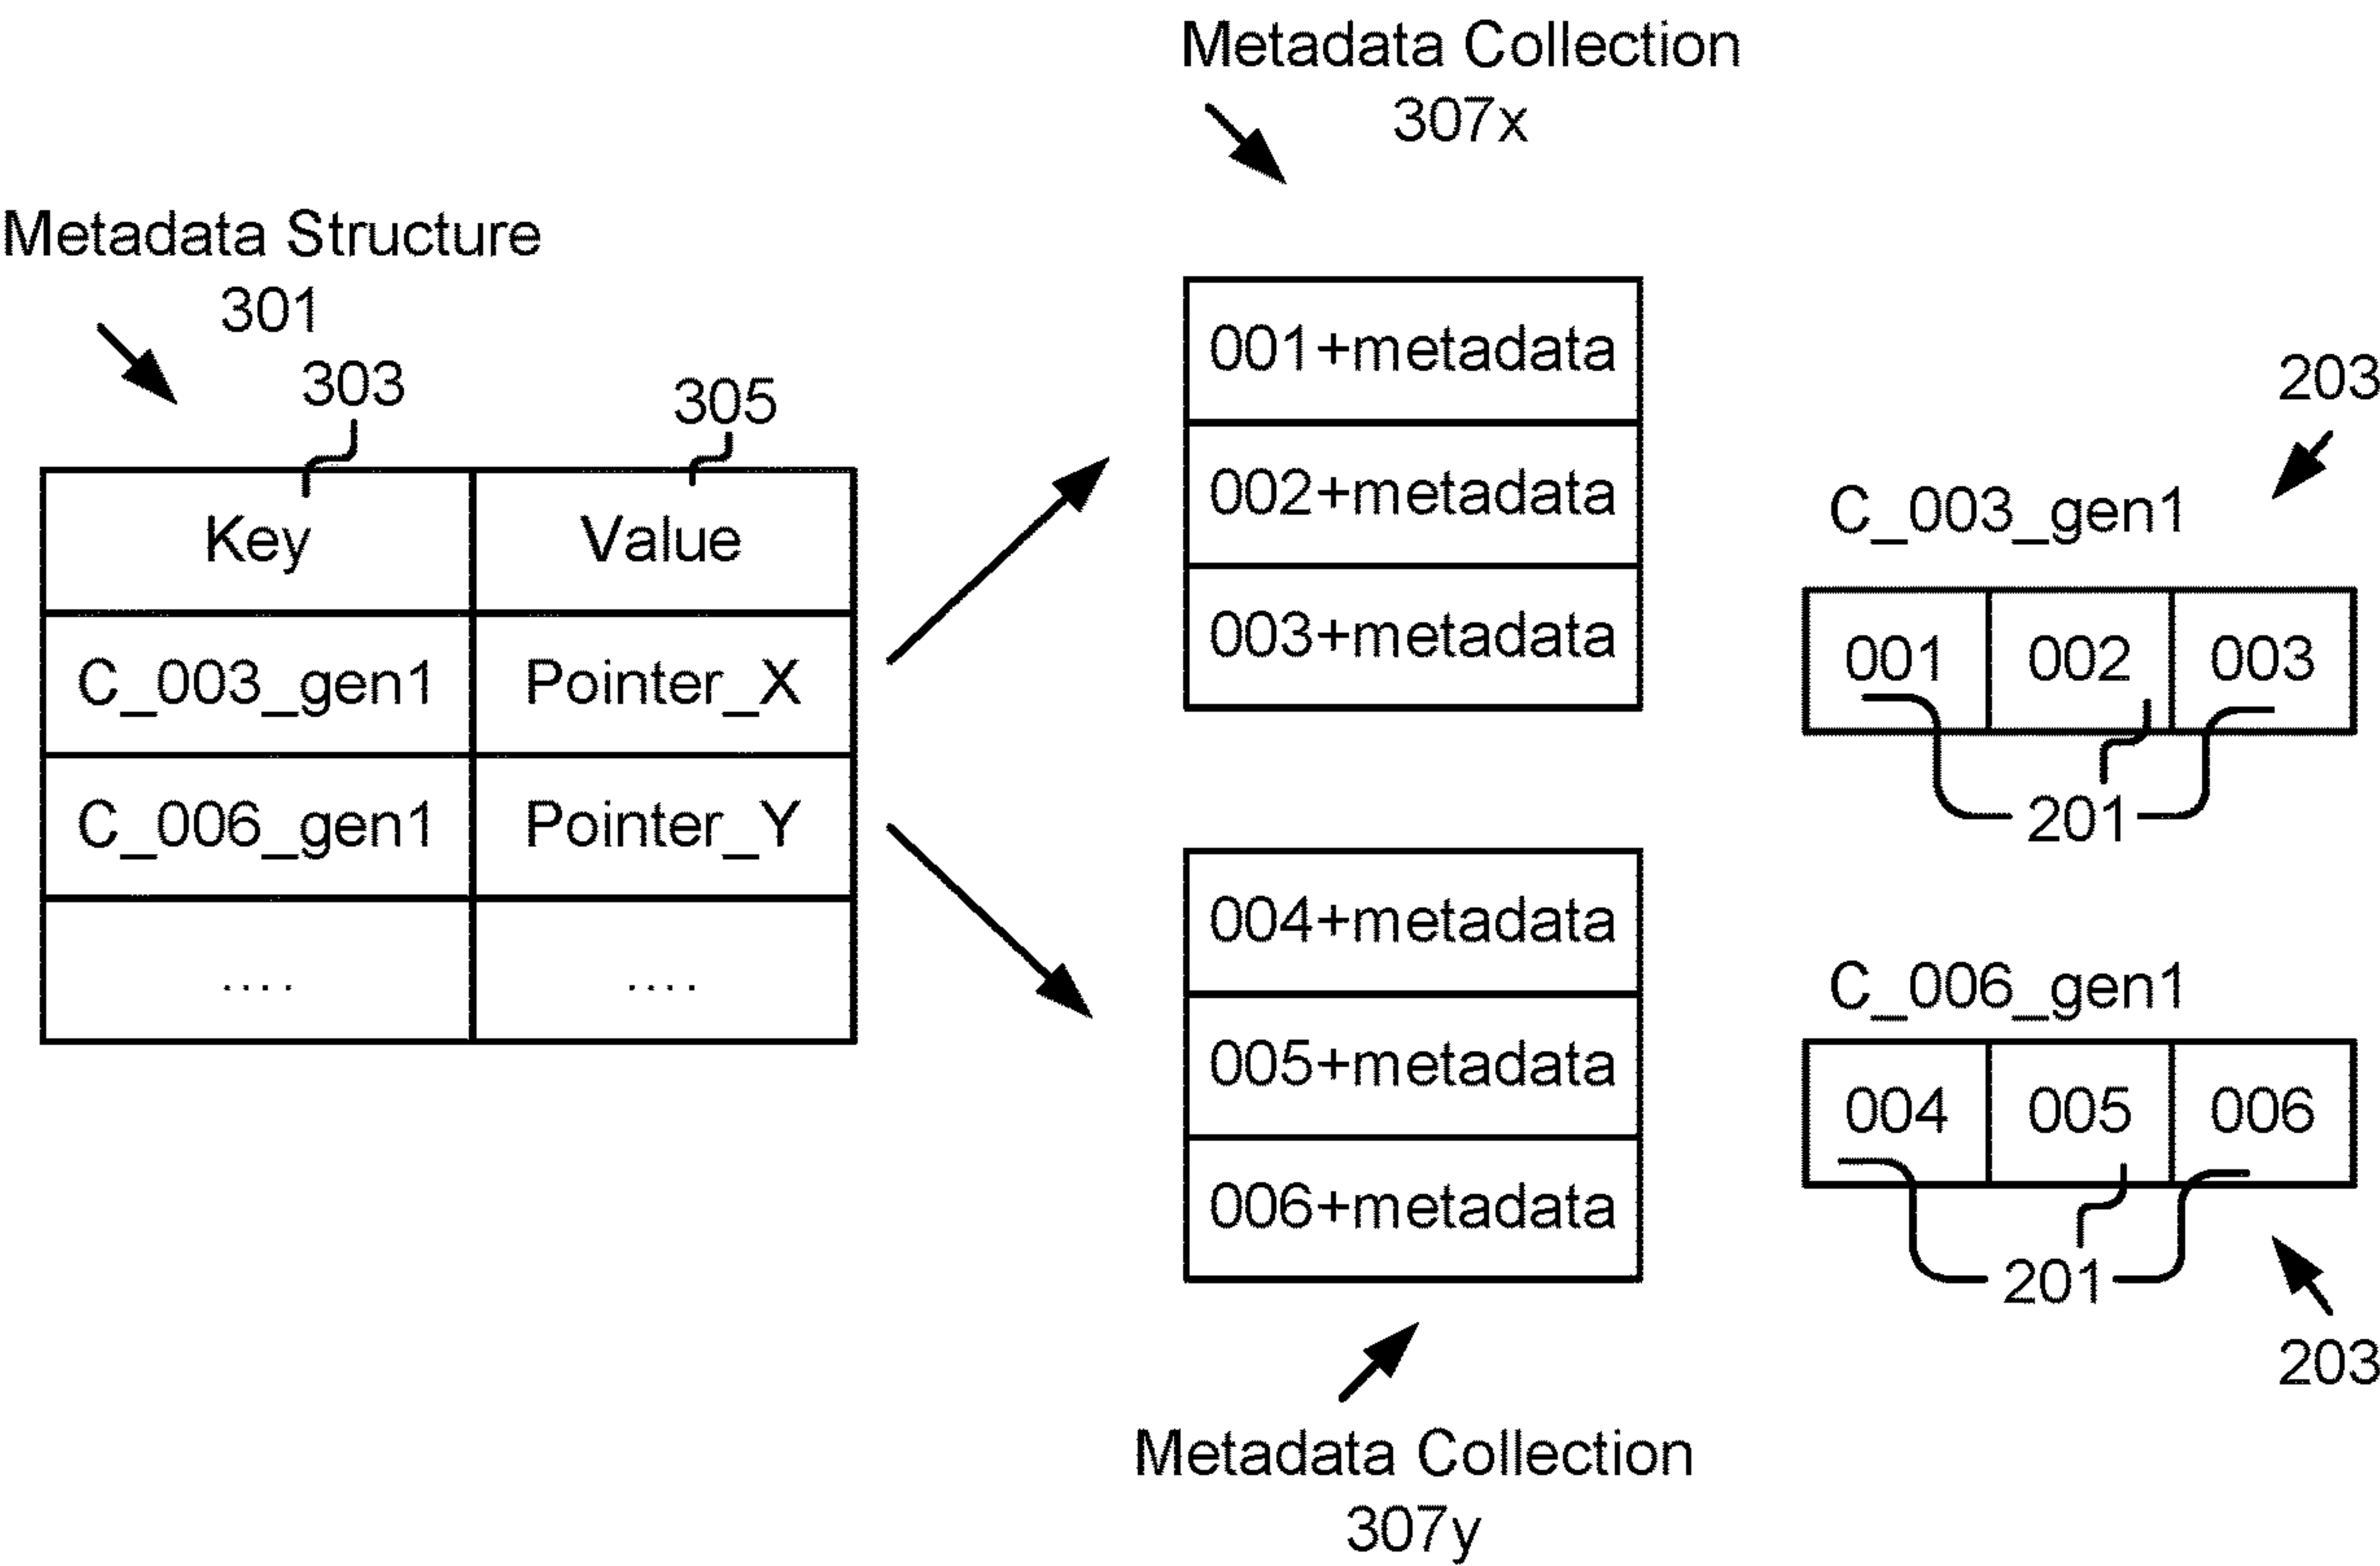 Metadata Collection
307x
Metadata Structure
301
303
305
Key Value
C_003_gen1 Pointer_X
C_006_gen1 Pointer_Y
.... ....
001+metadata
002+metadata
003+metadata
203
C_003_gen1
001 002 003
201
004+metadata
005+metadata
006+metadata
C_006_gen1
004 005 006
201
203
Metadata Collection
307y